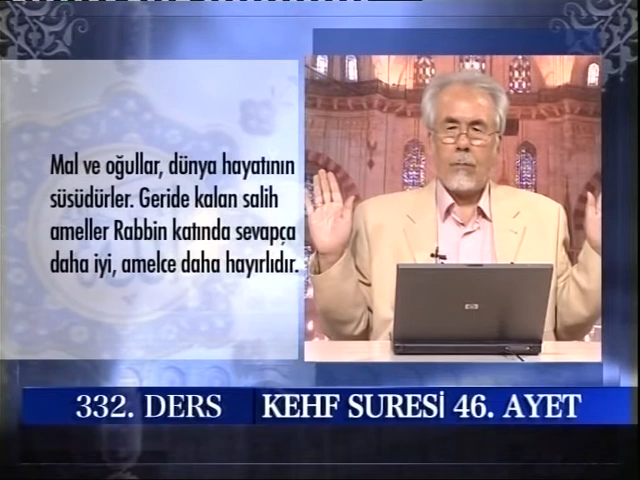 Mal ve oğullar, dünya hayatının
süsüdürler. Geride kalan salih
ameller Rabbin katında sevapça
daha iyi, amelce daha hayırlıdır.
hp
332. DERS KEHF SURESİ 46. AYET